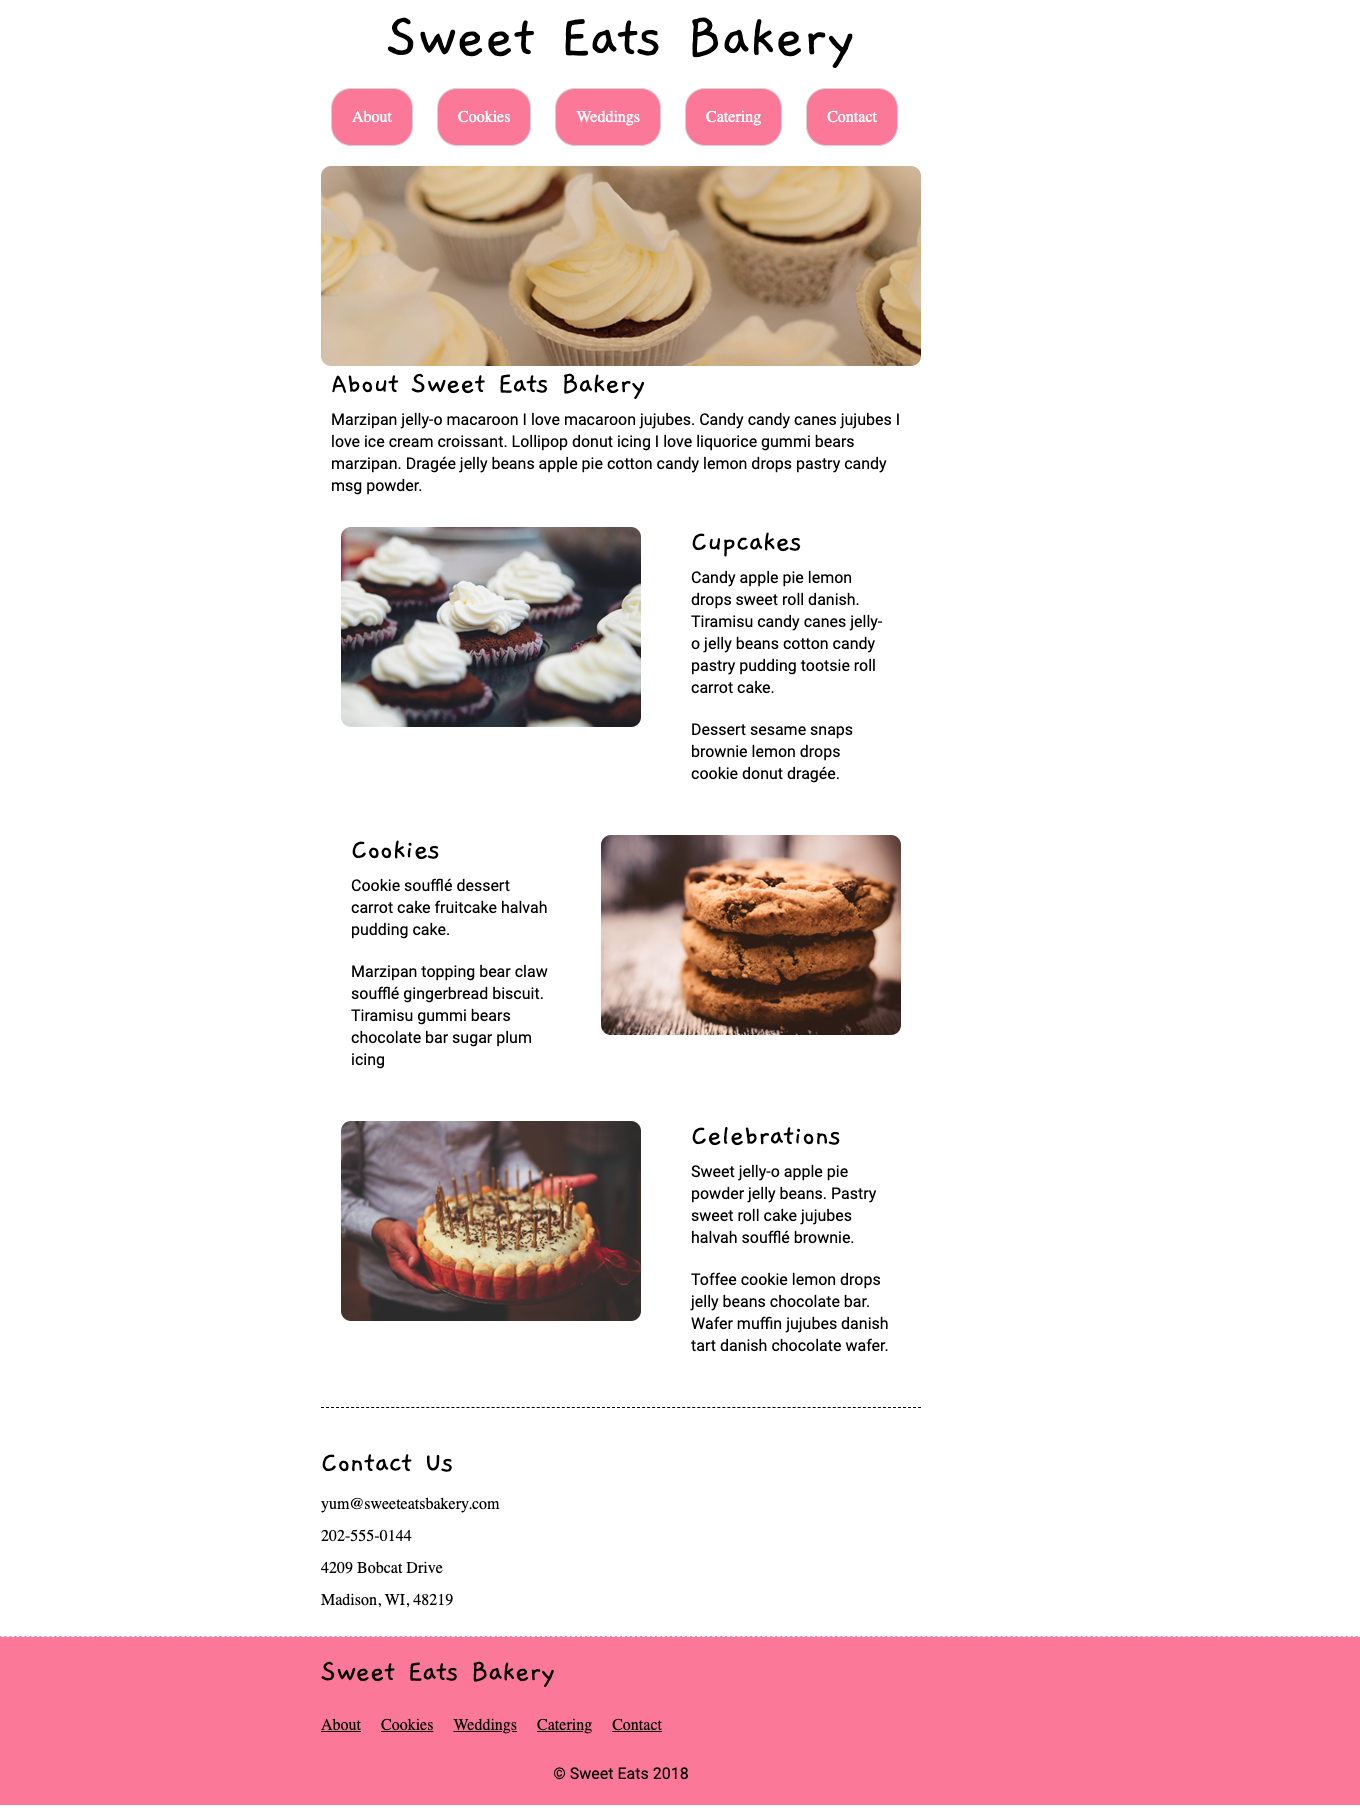 Sweet Eats Bakery
About Cookies Weddings Catering Contact
About Sweet Eats Bakery
Marzipan jelly-o macaroon I love macaroon jujubes. Candy candy canes jujubes I
love ice cream croissant. Lollipop donut icing I love liquorice gummi bears
marzipan. Dragée jelly beans apple pie cotton candy lemon drops pastry candy
msg powder.
Cupcakes
Candy apple pie lemon
drops sweet roll danish.
Tiramisu candy canes jelly-
o jelly beans cotton candy
pastry pudding tootsie roll
carrot cake.
Dessert sesame snaps
brownie lemon drops
cookie donut dragée.
Cookies
Cookie soufflé dessert
carrot cake fruitcake halvah
pudding cake.
Marzipan topping bear claw
soufflé gingerbread biscuit.
Tiramisu gummi bears
chocolate bar sugar plum
icing
Celebrations
Sweet jelly-o apple pie
powder jelly beans. Pastry
sweet roll cake jujubes
halvah soufflé brownie.
Toffee cookie lemon drops
jelly beans chocolate bar.
Wafer muffin jujubes danish
tart danish chocolate wafer.
Contact Us
yum@sweeteatsbakery.com
202-555-0144
4209 Bobcat Drive
Madison, WI, 48219
Sweet Eats Bakery
About Cookies Weddings Catering Contact
© Sweet Eats 2018